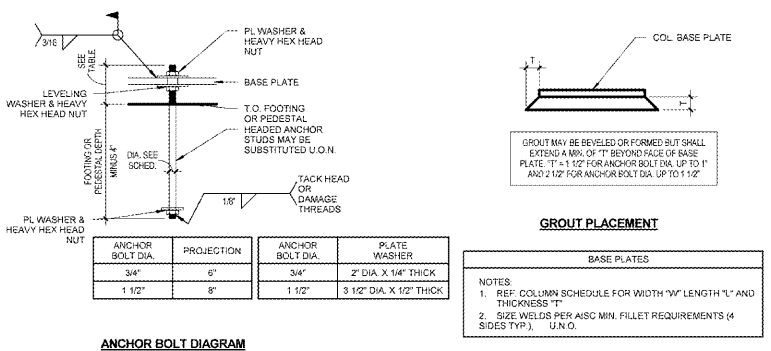 3/16
SEE
TABLE
PL WASHER &
HEAVY HEX HEAD
NUT
BASE PLATE
LEVELING
WASHER & HEAVY
HEX HEAD NUT
T.O. FOOTING
OR PEDESTAL
HEADED ANCHOR
STUDS MAY BE
SUBSTITUTED U.O.N.
FOOTING OR
PEDESTAL DEPTH
MINUS 4"
DIA. SEE
SCHED.
1/8"
TACK HEAD
OR
DAMAGE
THREADS
PL WASHER &
HEAVY HEX HEAD
NUT
ANCHOR
BOLT DIA.
PROJECTION
3/4"
6"
1 1/2"
8"
ANCHOR
BOLT DIA.
PLATE
WASHER
3/4"
2" DIA. X 1/4" THICK
1 1/2"
3 1/2" DIA. X 1/2" THICK
ANCHOR BOLT DIAGRAM
COL. BASE PLATE
T
T
GROUT MAY BE BEVELED OR FORMED BUT SHALL
EXTEND A MIN. OF "T" BEYOND FACE OF BASE
PLATE. "T" = 1 1/2" FOR ANCHOR BOLT DIA. UP TO 1"
AND 2 1/2" FOR ANCHOR BOLT DIA. UP TO 1 1/2"
GROUT PLACEMENT
BASE PLATES
NOTES:
1. REF. COLUMN SCHEDULE FOR WIDTH "W" LENGTH "L" AND
THICKNESS "T"
2. SIZE WELDS PER AISC MIN. FILLET REQUIREMENTS (4
SIDES TYP.), U.N.O.